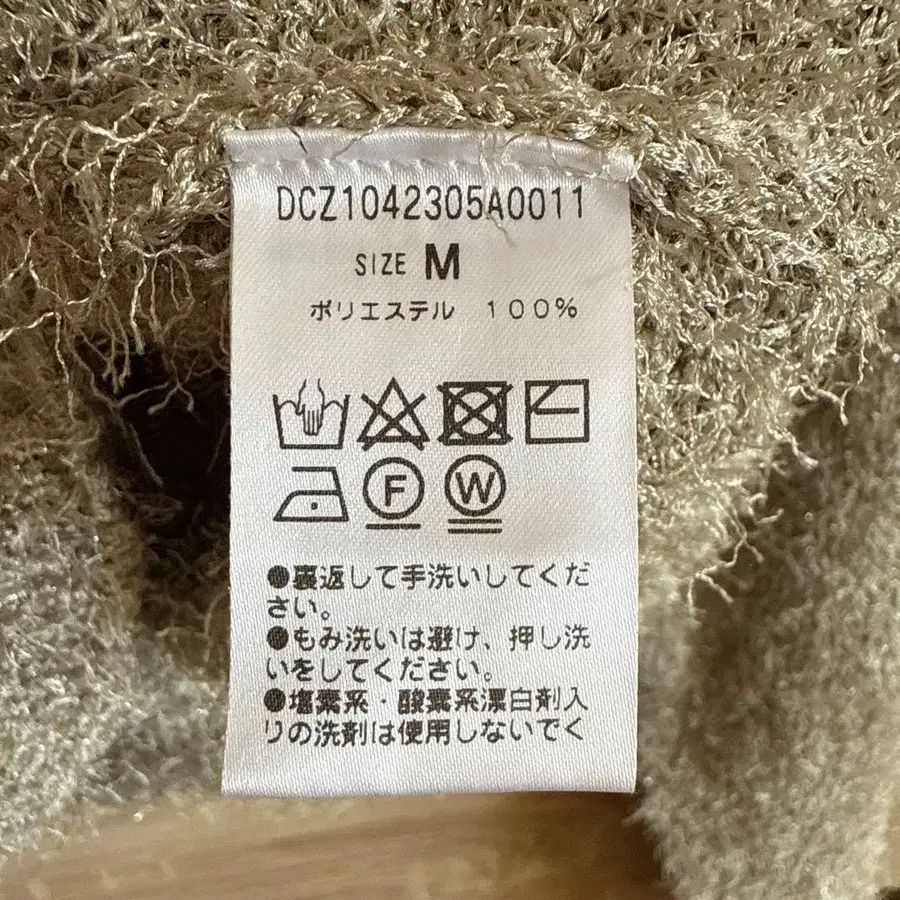 DCZ1042305A0011
SIZE M
ポリエステル 100%
F W
●裏返して手洗いしてくだ
さい。
●もみ洗いは避け、押し洗
いをしてください。
●塩素系・酸素系漂白剤入
りの洗剤は使用しないでく